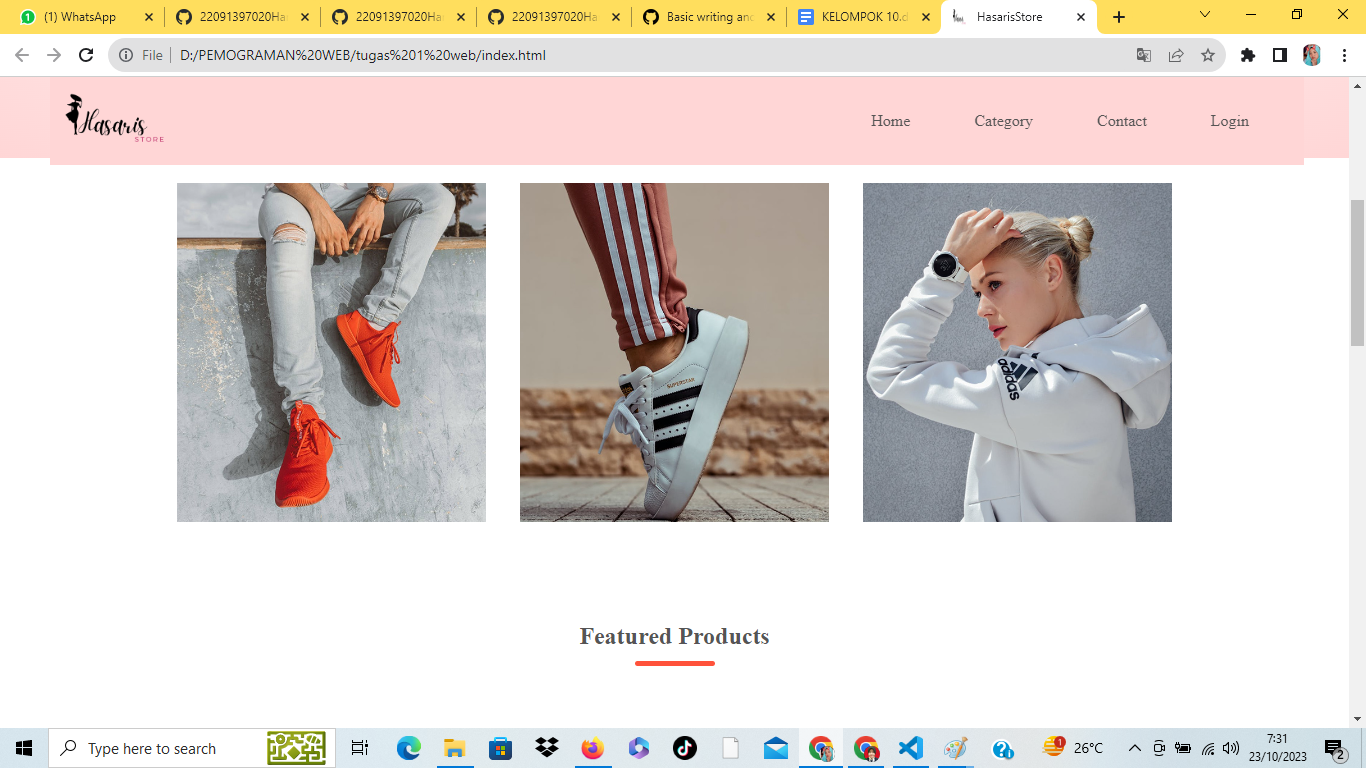 (1) WhatsApp
22091397020Ha
22091397020Ha
22091397020Ha
Basic writing and
KELOMPOK 10.d
HasarisStore
File D:/PEMOGRAMAN%20WEB/tugas%201%20web/index.html
Hasaris
STORE
Home Category Contact Login
SUPERSTAR
adidas
Featured Products
Type here to search
1
26°C
7:31
23/10/2023
2